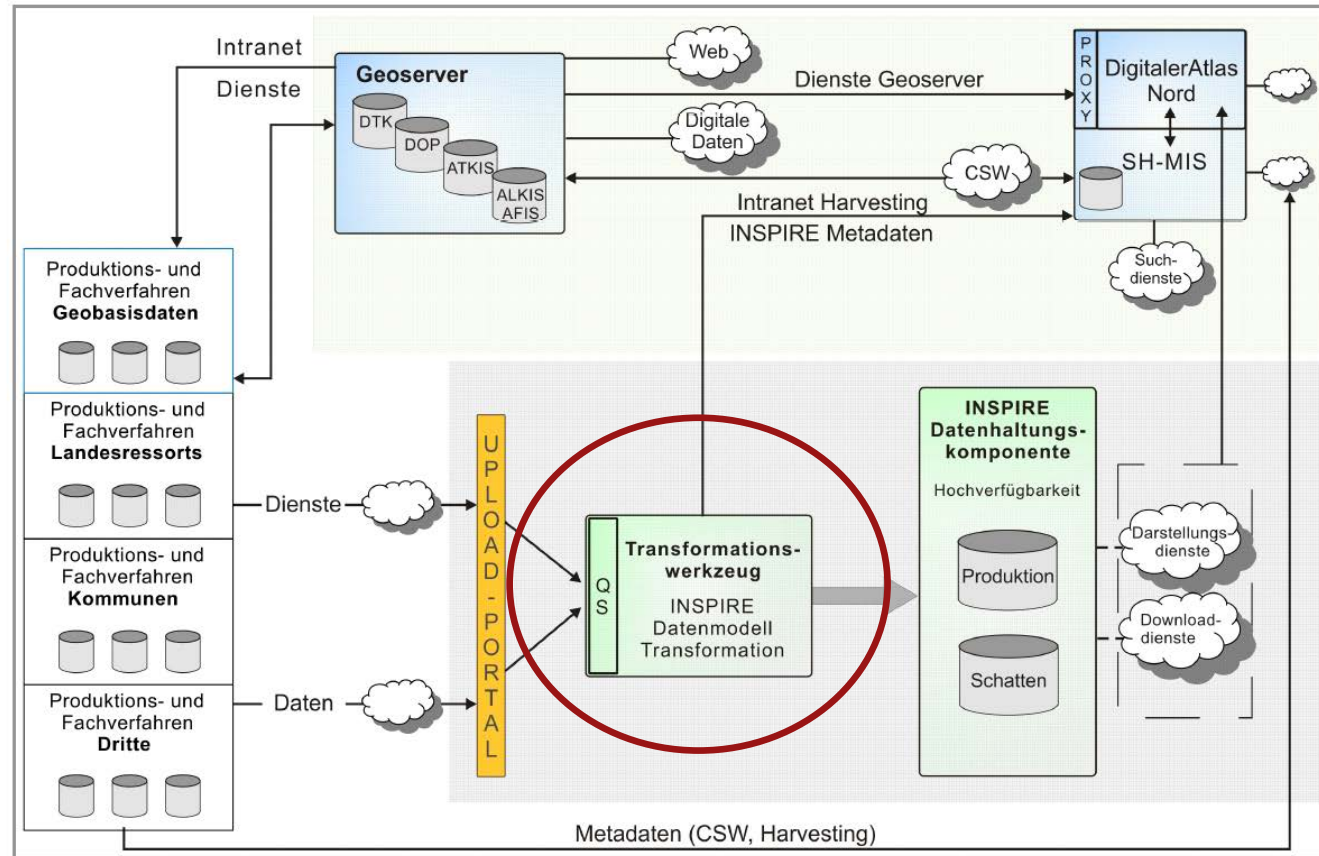 Intranet
Dienste
Geoserver
DTK
DOP
ATKIS
ALKIS
AFIS
Web
Digitale
Daten
Dienste Geoserver
CSW
Intranet Harvesting
INSPIRE Metadaten
PROXY
DigitalerAtlas
Nord
SH-MIS
Such-
dienste
Produktions- und
Fachverfahren
Geobasisdaten
Produktions- und
Fachverfahren
Landesressorts
Produktions- und
Fachverfahren
Kommunen
Produktions- und
Fachverfahren
Dritte
Dienste
Daten
UPLOAD-PORTAL
QS
Transformations-
werkzeug
INSPIRE
Datenmodell
Transformation
INSPIRE
Datenhaltungs-
komponente
Hochverfügbarkeit
Produktion
Schatten
Darstellungs-
dienste
Download-
dienste
Metadaten (CSW, Harvesting)